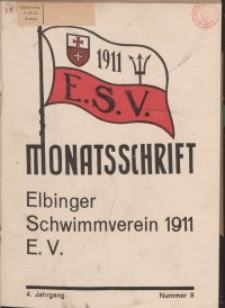 1911
E.S.V.
MONATSSCHRIFT
Elbinger
Schwimmverein 1911
E. V.
4. Jahrgang Nummer 8